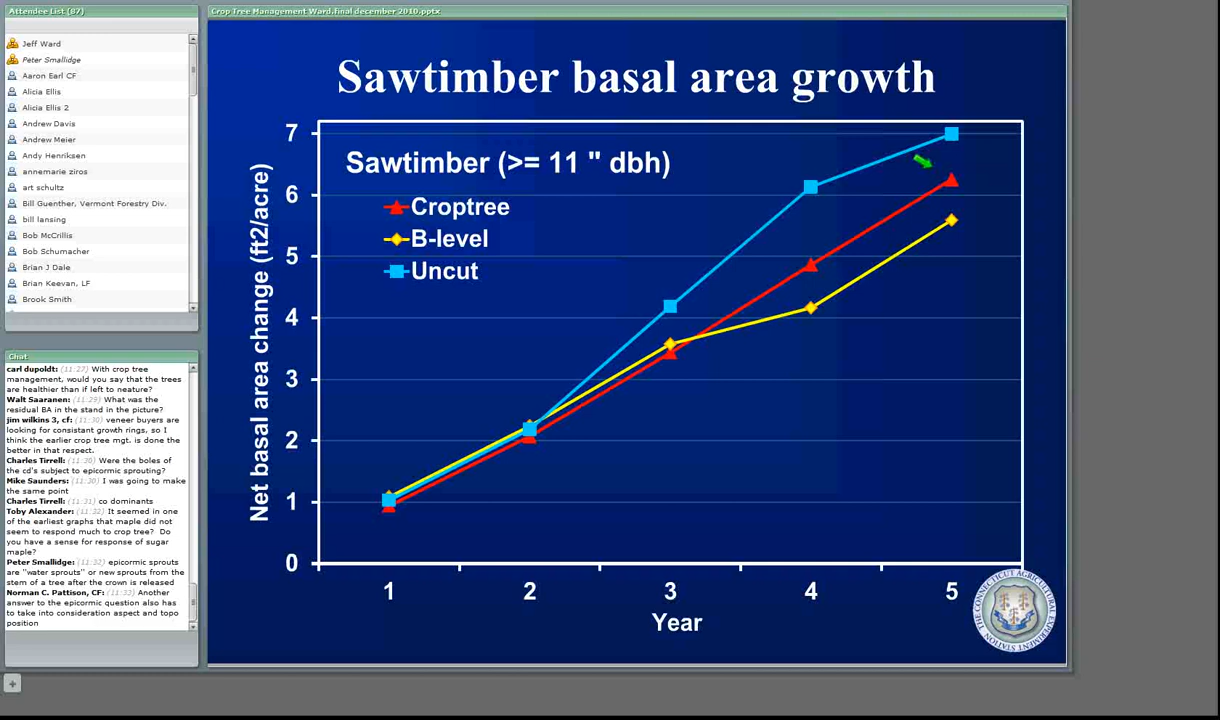 Attendee List (87)
Jeff Ward
Peter Smallidge
Aaron Earl CF
Alicia Ellis
Alicia Ellis 2
Andrew Davis
Andrew Meier
Andy Henriksen
annemarie ziros
art schultz
Bill Guenther, Vermont Forestry Div.
bill lansing
Bob McCrillis
Bob Schumacher
Brian J Dale
Brian Keevan, LF
Brook Smith
Chat
carl dupoldt: (11:27) With crop tree
management, would you say that the trees
are healthier than if left to neature?
Walt Saaranen: (11:29) What was the
residual BA in the stand in the picture?
jim wilkins 3, cf: (11:30) veneer buyers are
looking for consistant growth rings, so I
think the earlier crop tree mgt. is done the
better in that respect.
Charles Tirrell: (11:30) Were the boles of
the cd's subject to epicormic sprouting?
Mike Saunders: (11:30) I was going to make
the same point
Charles Tirrell: (11:31) co dominants
Toby Alexander: (11:32) It seemed in one
of the earliest graphs that maple did not
seem to respond much to crop tree? Do
you have a sense for response of sugar
maple?
Peter Smallidge: (11:32) epicormic sprouts
are "water sprouts" or new sprouts from the
stem of a tree after the crown is released
Norman C. Pattison, CF: (11:33) Another
answer to the epicormic question also has
to take into consideration aspect and topo
position
Crop Tree Management Ward.final december 2010.pptx
Sawtimber basal area growth
Sawtimber (>= 11 " dbh)
Croptree
B-level
Uncut
Net basal area change (ft2/acre)
7
6
5
4
3
2
1
0
1 2 3 4 5
Year
THE CONNECTICUT AGRICULTURAL EXPERIMENT STATION